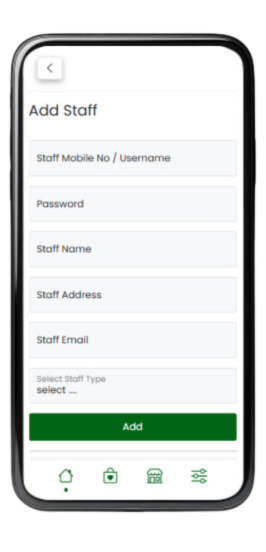 Add Staff
Staff Mobile No / Username
Password
Staff Name
Staff Address
Staff Email
Select Staff Type
select ....
Add